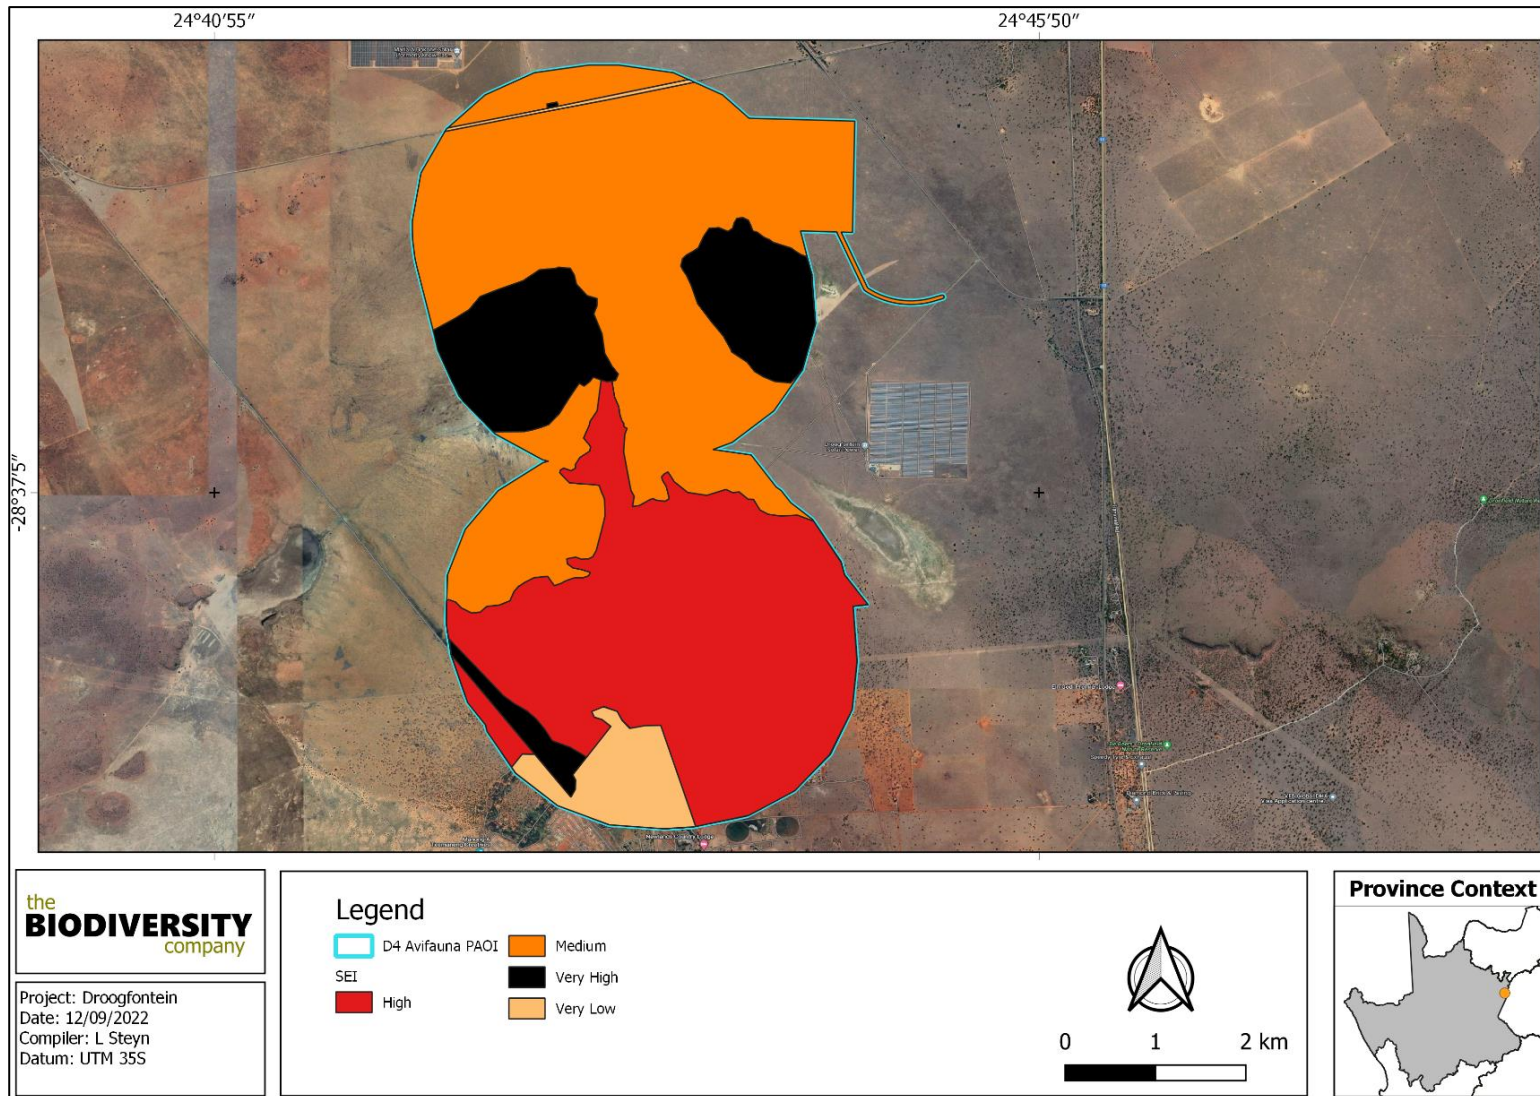 24°40'55"
24°45'50"
-28°37'5"
the
BIODIVERSITY
company
Project: Droogfontein
Date: 12/09/2022
Compiler: L Steyn
Datum: UTM 35S
Legend
D4 Avifauna PAOI
SEI
High
Medium
Very High
Very Low
0 1 2 km
Province Context